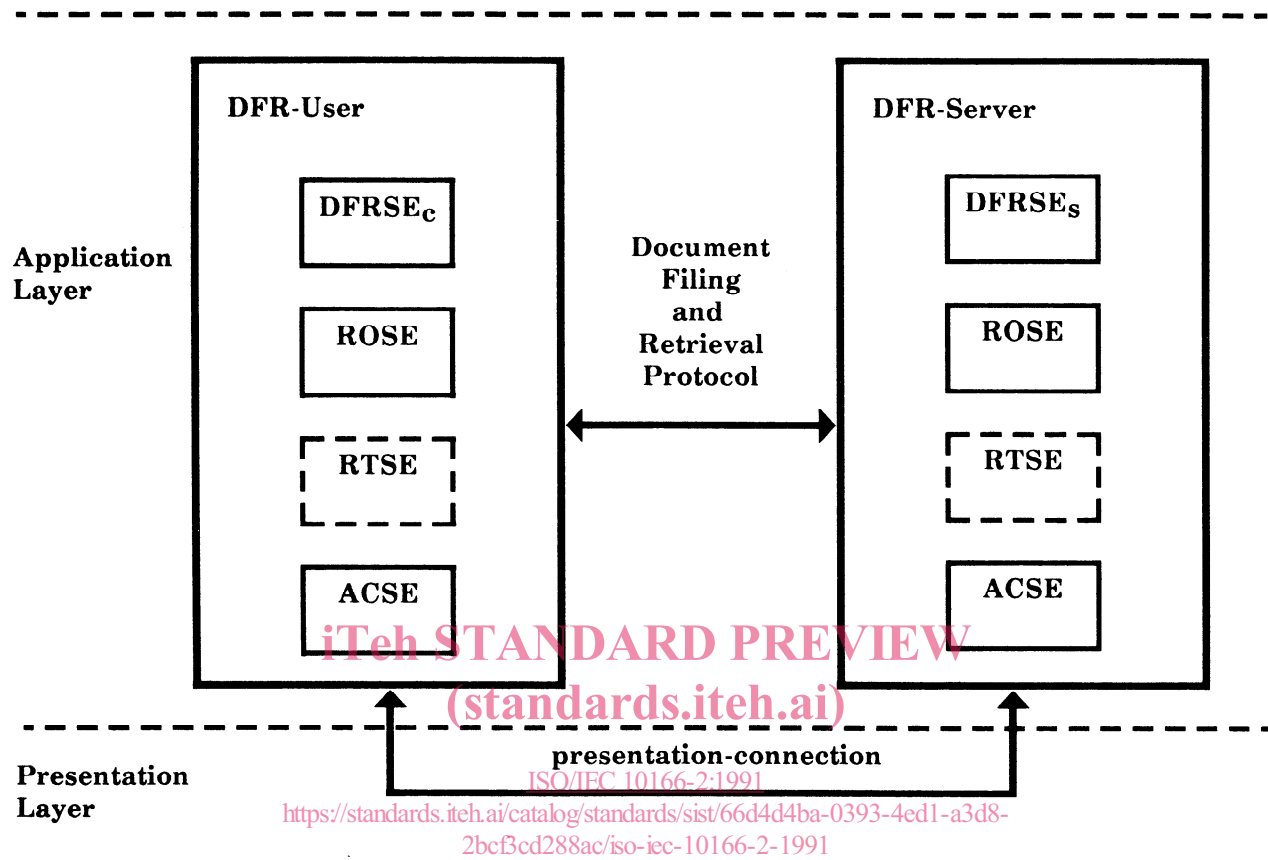 DFR-User
DFR-Server
DFRSEc
DFRSEs
Application
Layer
Document
Filing
and
Retrieval
Protocol
ROSE
ROSE
RTSE
RTSE
ACSE
ACSE
iTeh STANDARD PREVIEW
(standards.iteh.ai)
presentation-connection
Presentation
Layer
ISO/IEC 10166-2:1991
https://standards.iteh.ai/catalog/standards/sist/66d4d4ba-0393-4ed1-a3d8-
2bcf3cd288ac/iso-iec-10166-2-1991